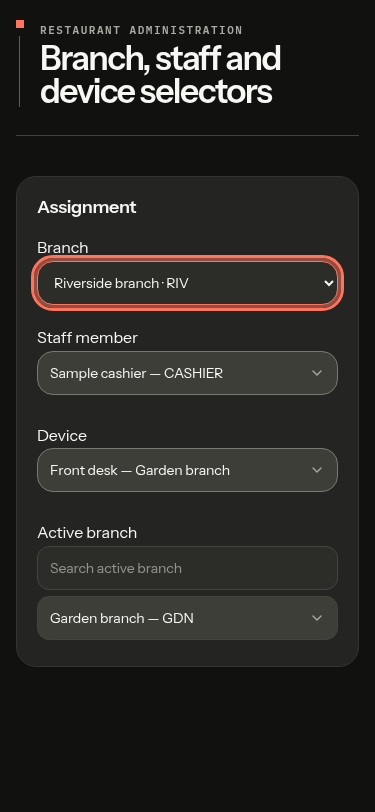 RESTAURANT ADMINISTRATION
Branch, staff and
device selectors
Assignment
Branch
Riverside branch · RIV
Staff member
Sample cashier — CASHIER
Device
Front desk — Garden branch
Active branch
Search active branch
Garden branch — GDN